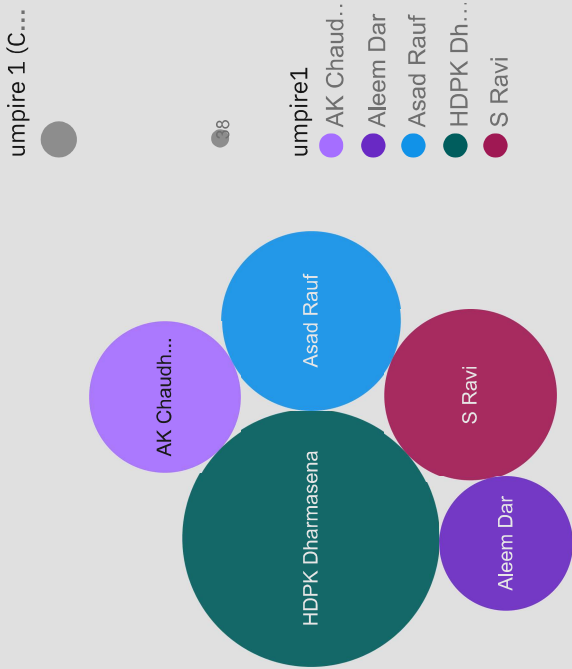 umpire 1 (C...
38
umpire1
AK Chaud...
Aleem Dar
Asad Rauf
HDPK Dh...
S Ravi
AK Chaudh...
Asad Rauf
HDPK Dharmasena
S Ravi
Aleem Dar